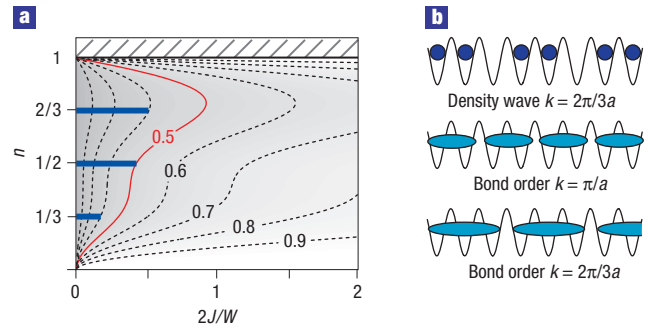 a
b
1
2/3
1/2
1/3
n
0.5
0.6
0.7
0.8
0.9
0
1
2
2J/W
Density wave k = 2π/3a
Bond order k = π/a
Bond order k = 2π/3a